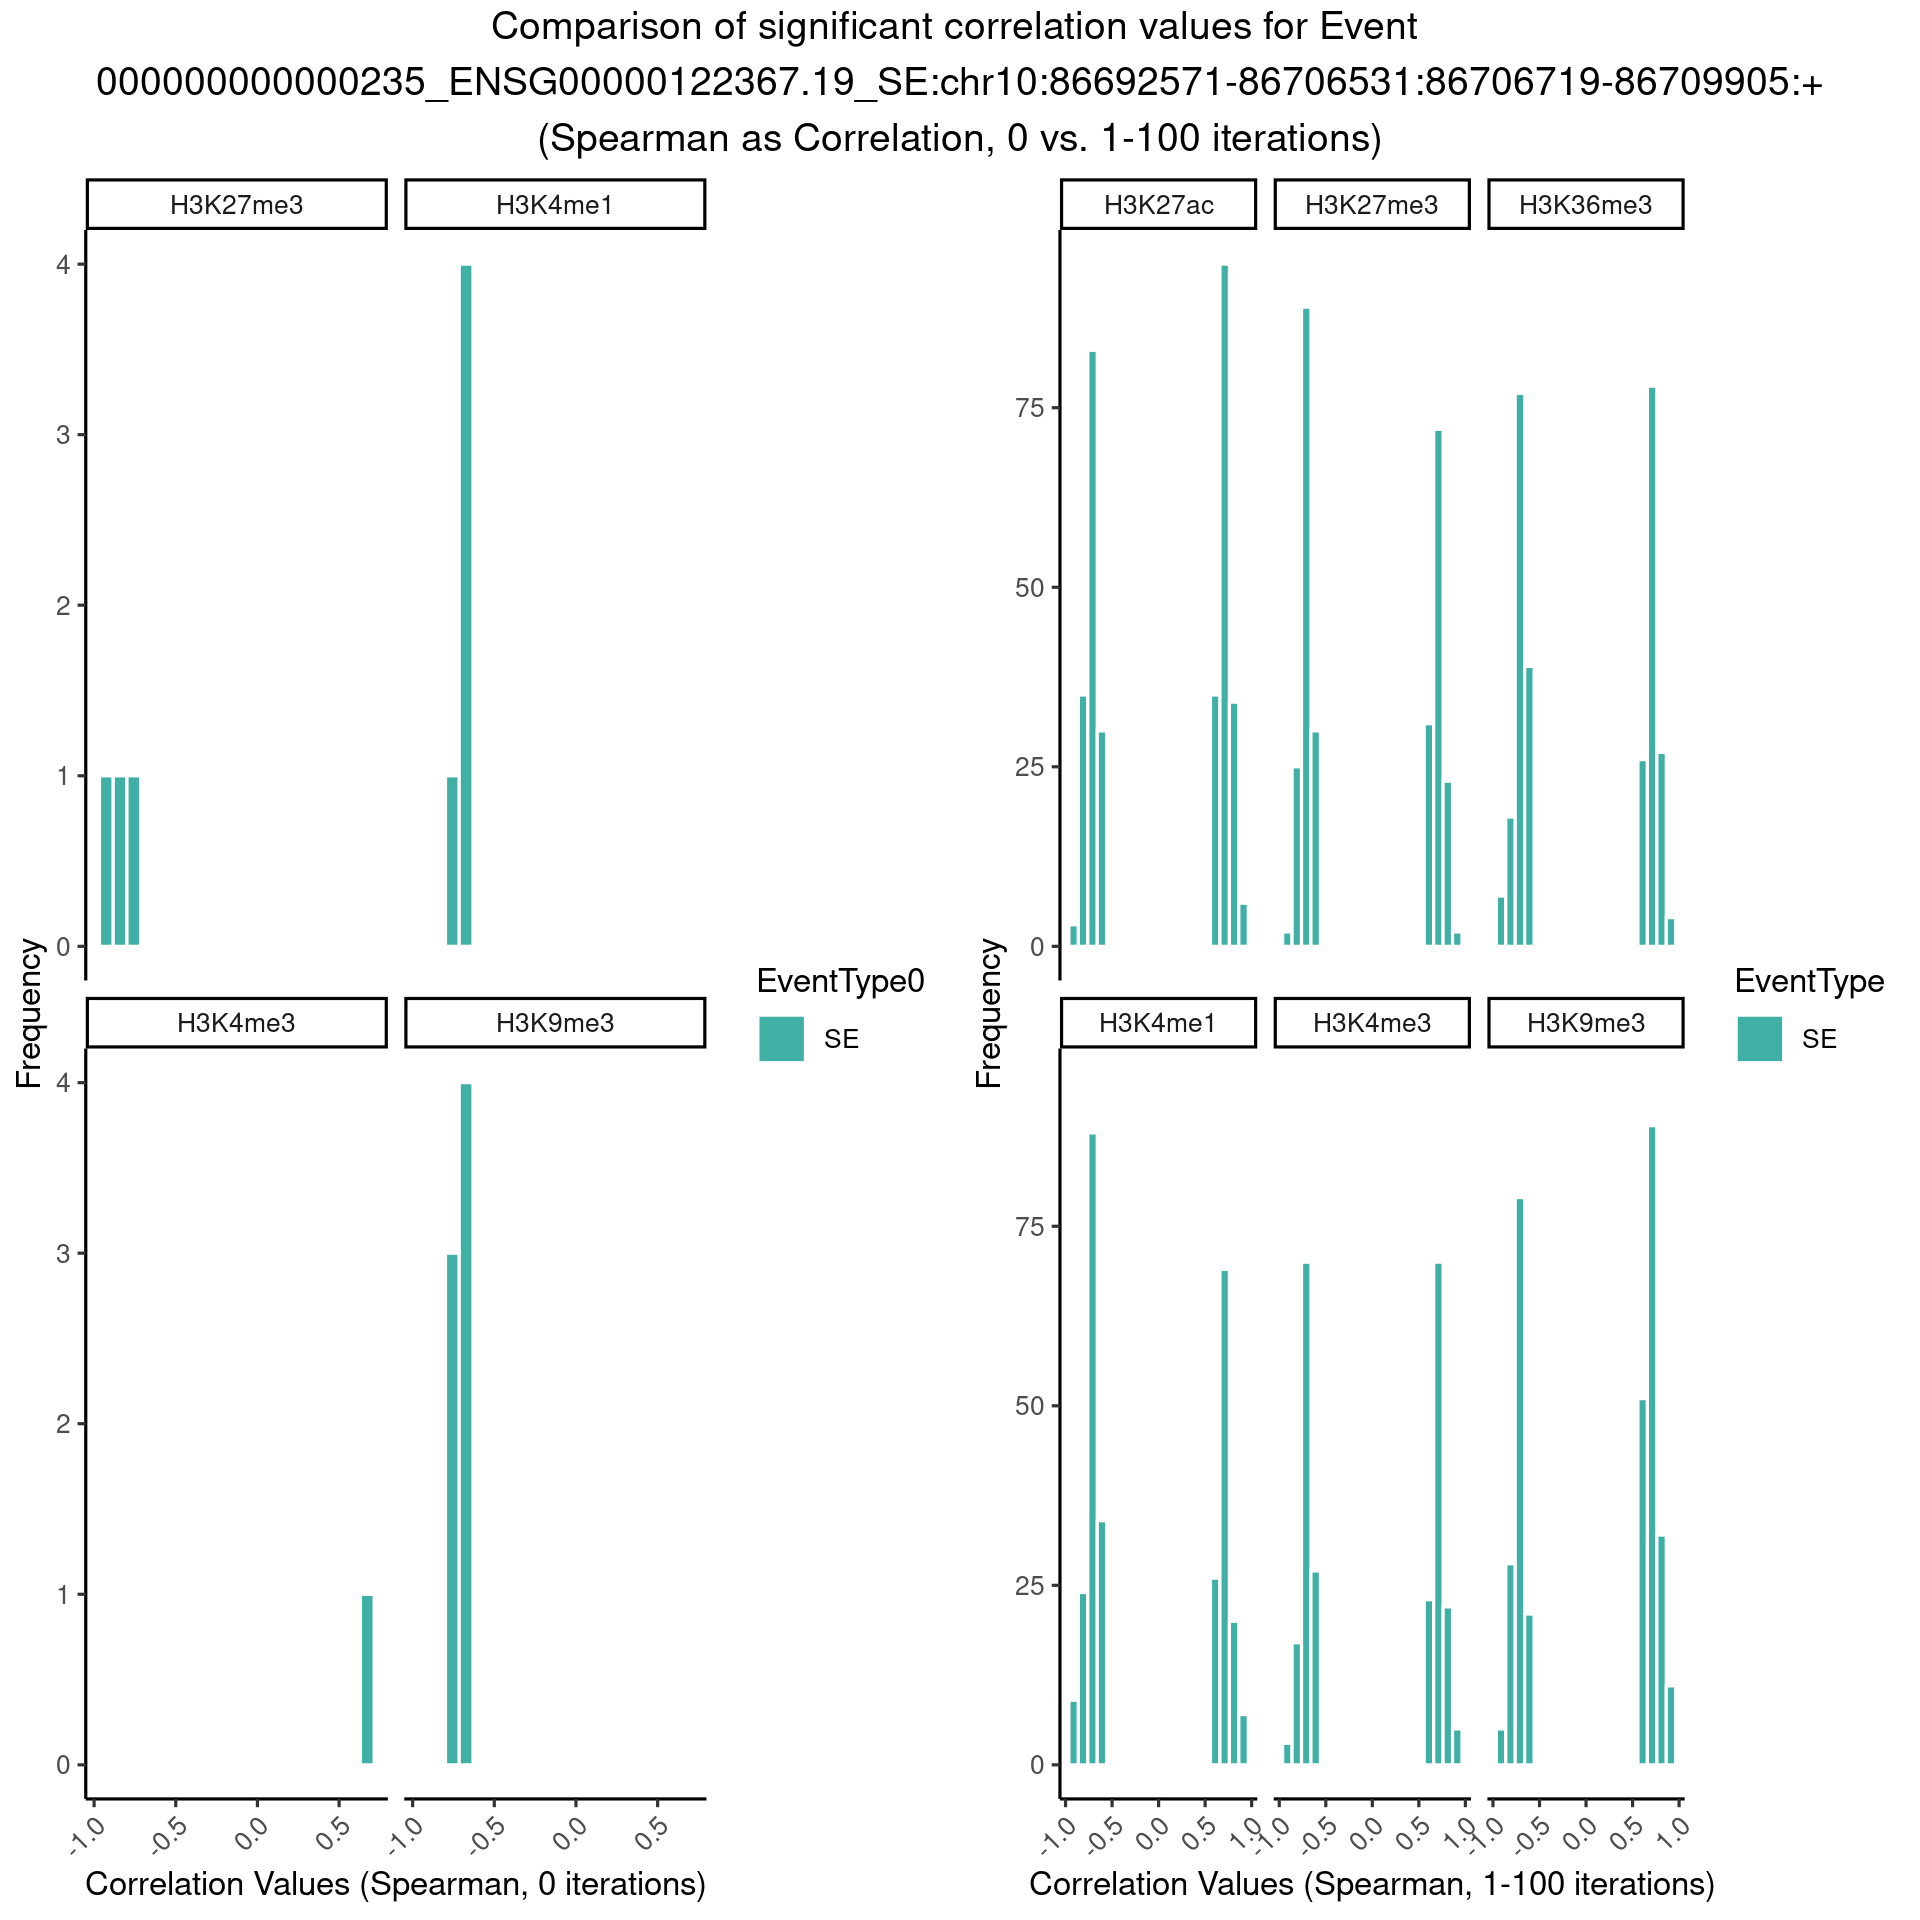 Comparison of significant correlation values for Event
000000000000235_ENSG00000122367.19_SE:chr10:86692571-86706531:86706719-86709905:+
(Spearman as Correlation, 0 vs. 1-100 iterations)
H3K27me3
H3K4me1
4
3
2
1
0
H3K4me3
H3K9me3
4
3
2
1
0
-1.0
-0.5
0.0
0.5
-1.0
-0.5
0.0
0.5
Frequency
Correlation Values (Spearman, 0 iterations)
EventType0
SE
H3K27ac
H3K27me3
H3K36me3
75
50
25
0
H3K4me1
H3K4me3
H3K9me3
75
50
25
0
-1.0
-0.5
0.0
0.5
1.0
-1.0
-0.5
0.0
0.5
1.0
-1.0
-0.5
0.0
0.5
1.0
Frequency
Correlation Values (Spearman, 1-100 iterations)
EventType
SE